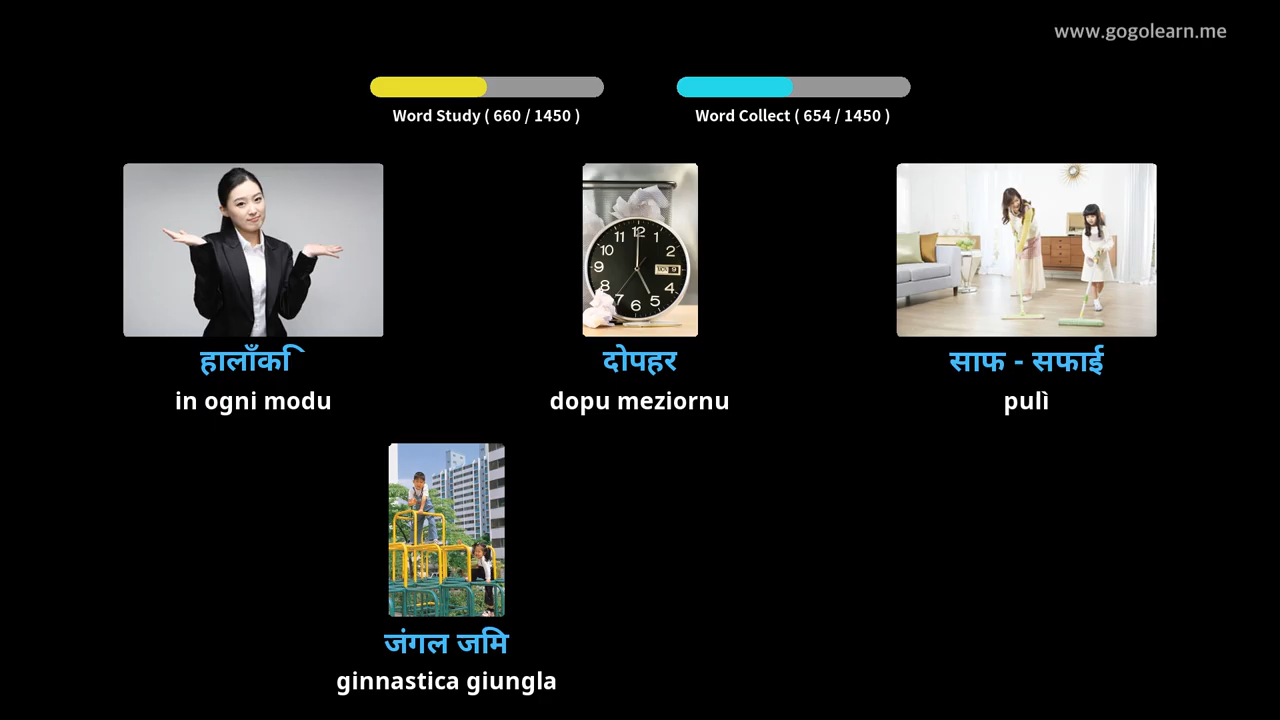 www.gogolearn.me
Word Study ( 660 / 1450 )
Word Collect ( 654 / 1450 )
हालाँकि
in ogni modu
दोपहर
dopu meziornu
साफ - सफाई
pulì
जंगल जिम
ginnastica giungla